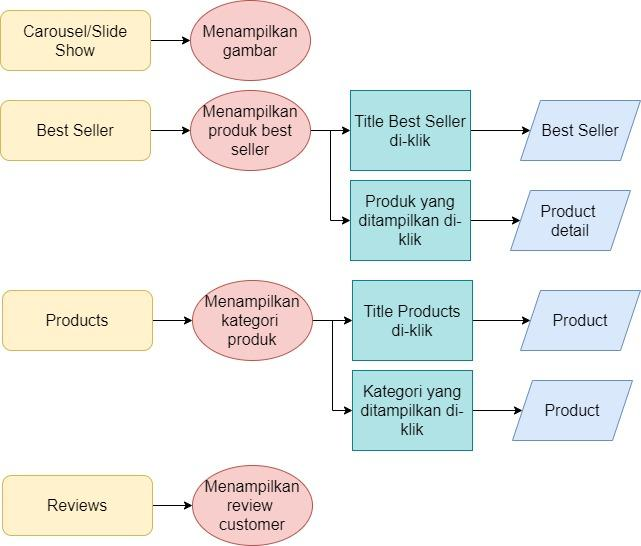 Carousel/Slide
Show
Menampilkan
gambar
Best Seller
Menampilkan
produk best
seller
Title Best Seller
di-klik
Best Seller
Produk yang
ditampilkan di-
klik
Product
detail
Products
Menampilkan
kategori
produk
Title Products
di-klik
Product
Kategori yang
ditampilkan di-
klik
Product
Reviews
Menampilkan
review
customer